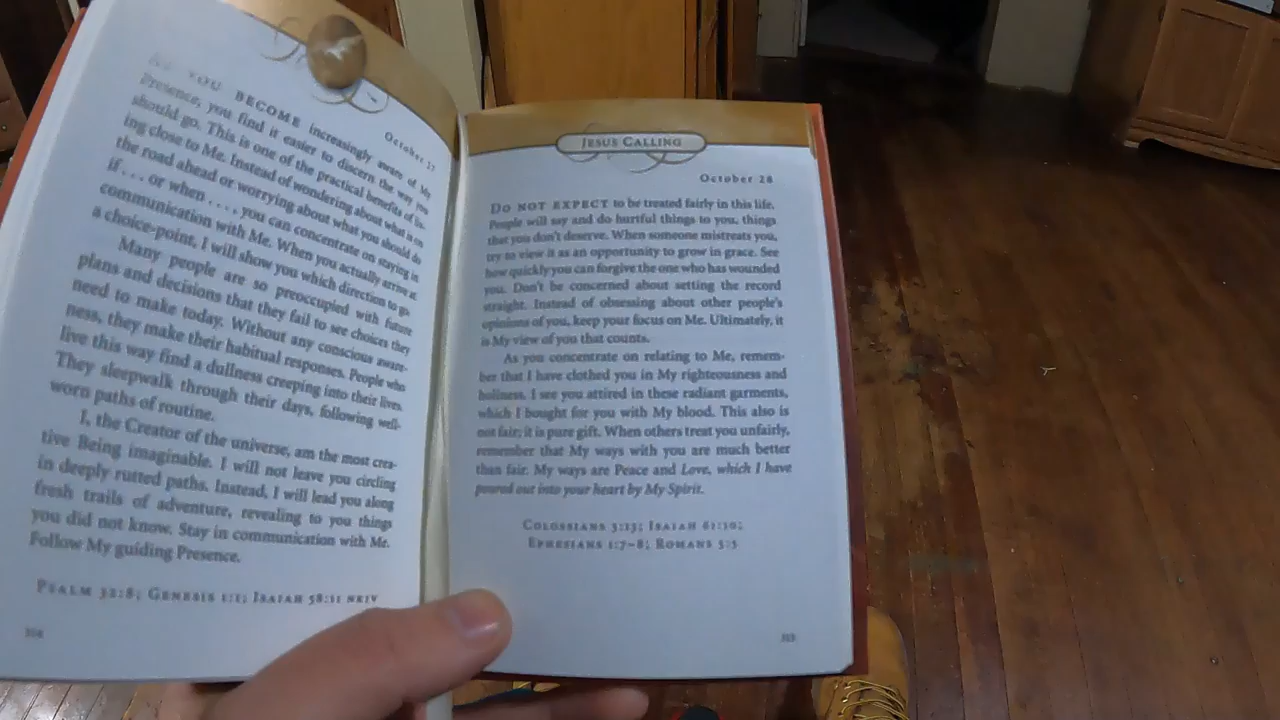 YOU BECOME increasingly aware of My
Presence, you find it easier to discern the way you
should go. This is one of the practical benefits of liv-
ing close to Me. Instead of wondering about what is on
the road ahead or worrying about what you should do
if . . . or when . . . , you can concentrate on staying in
communication with Me. When you actually arrive at
a choice-point, I will show you which direction to go.
Many people are so preoccupied with future
plans and decisions that they fail to see choices they
need to make today. Without any conscious aware-
ness, they make their habitual responses. People who
live this way find a dullness creeping into their lives.
They sleepwalk through their days, following well-
worn paths of routine.
I, the Creator of the universe, am the most crea-
tive Being imaginable. I will not leave you circling
in deeply rutted paths. Instead, I will lead you along
fresh trails of adventure, revealing to you things
you did not know. Stay in communication with Me.
Follow My guiding Presence.
PSALM 32:8; GENESIS 1:1; ISAIAH 58:11 NKJV
October
JESUS CALLING
October 28
DO NOT EXPECT to be treated fairly in this life.
People will say and do hurtful things to you, things
that you don't deserve. When someone mistreats you,
try to view it as an opportunity to grow in grace. See
how quickly you can forgive the one who has wounded
you. Don't be concerned about setting the record
straight. Instead of obsessing about other people's
opinions of you, keep your focus on Me. Ultimately, it
is My view of you that counts.
As you concentrate on relating to Me, remem-
ber that I have clothed you in My righteousness and
holiness. I see you attired in these radiant garments,
which I bought for you with My blood. This also is
not fair; it is pure gift. When others treat you unfairly,
remember that My ways with you are much better
than fair. My ways are Peace and Love, which I have
poured out into your heart by My Spirit.
COLOSSIANS 3:13; ISAIAH 61:10;
EPHESIANS 1:7–8; ROMANS 5:5